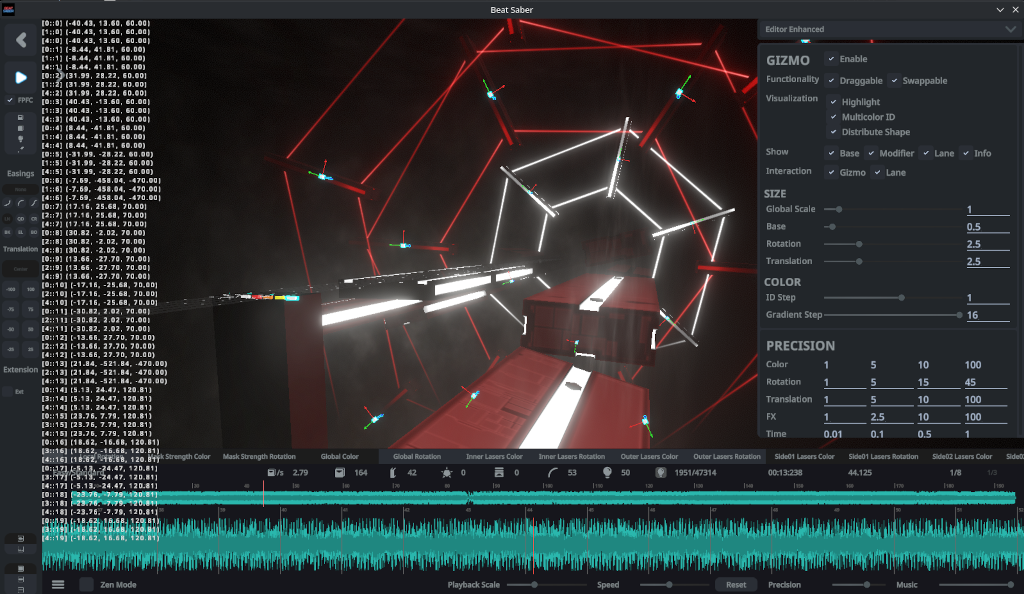 Beat Saber
[0::0] (-40.43, 13.60, 60.00)
[1::0] (-40.43, 13.60, 60.00)
[4::0] (-40.43, 13.60, 60.00)
[0::1] (-8.44, 41.81, 60.00)
[1::1] (-8.44, 41.81, 60.00)
[4::1] (-8.44, 41.81, 60.00)
[0::2] (31.99, 28.22, 60.00)
[1::2] (31.99, 28.22, 60.00)
[4::2] (31.99, 28.22, 60.00)
[0::3] (40.43, -13.60, 60.00)
[1::3] (40.43, -13.60, 60.00)
[4::3] (40.43, -13.60, 60.00)
[0::4] (8.44, -41.81, 60.00)
[1::4] (8.44, -41.81, 60.00)
[4::4] (8.44, -41.81, 60.00)
[0::5] (-31.99, -28.22, 60.00)
[1::5] (-31.99, -28.22, 60.00)
[4::5] (-31.99, -28.22, 60.00)
[0::6] (-7.69, -458.04, -470.00)
[1::6] (-7.69, -458.04, -470.00)
[4::6] (-7.69, -458.04, -470.00)
[0::7] (17.16, 25.68, 70.00)
[2::7] (17.16, 25.68, 70.00)
[4::7] (17.16, 25.68, 70.00)
[0::8] (30.82, -2.02, 70.00)
[2::8] (30.82, -2.02, 70.00)
[4::8] (30.82, -2.02, 70.00)
[0::9] (13.66, -27.70, 70.00)
[2::9] (13.66, -27.70, 70.00)
[4::9] (13.66, -27.70, 70.00)
[0::10] (-17.16, -25.68, 70.00)
[2::10] (-17.16, -25.68, 70.00)
[4::10] (-17.16, -25.68, 70.00)
[0::11] (-30.82, 2.02, 70.00)
[2::11] (-30.82, 2.02, 70.00)
[4::11] (-30.82, 2.02, 70.00)
[0::12] (-13.66, 27.70, 70.00)
[2::12] (-13.66, 27.70, 70.00)
[4::12] (-13.66, 27.70, 70.00)
[0::13] (21.84, -521.84, -470.00)
[2::13] (21.84, -521.84, -470.00)
[4::13] (21.84, -521.84, -470.00)
[0::14] (5.13, 24.47, 120.81)
[3::14] (5.13, 24.47, 120.81)
[4::14] (5.13, 24.47, 120.81)
[0::15] (23.76, 7.79, 120.81)
[3::15] (23.76, 7.79, 120.81)
[4::15] (23.76, 7.79, 120.81)
[0::16] (18.62, -16.68, 120.81)
[3::16] (18.62, -16.68, 120.81)
[4::16] (18.62, -16.68, 120.81)
[0::17] (-5.13, -24.47, 120.81)
[3::17] (-5.13, -24.47, 120.81)
[4::17] (-5.13, -24.47, 120.81)
[0::18] (-23.76, -7.79, 120.81)
[3::18] (-23.76, -7.79, 120.81)
[4::18] (-23.76, -7.79, 120.81)
[0::19] (-18.62, 16.68, 120.81)
[3::19] (-18.62, 16.68, 120.81)
[4::19] (-18.62, 16.68, 120.81)
FPFC
Easings
Translation
Extension
Ext
Editor Enhanced
GIZMO
Enable
Functionality Draggable Swappable
Visualization Highlight
Multicolor ID
Distribute Shape
Show Base Modifier Lane Info
Interaction Gizmo Lane
SIZE
Global Scale 1
Base 0.5
Rotation 2.5
Translation 2.5
COLOR
ID Step 1
Gradient Step 16
PRECISION
Color 1 5 10 100
Rotation 1 5 15 45
Translation 1 5 10 100
FX 1 2.5 10 100
Time 0.01 0.1 0.5 1
Strength Color Mask Strength Rotation Global Color Global Rotation Inner Lasers Color Inner Lasers Rotation Outer Lasers Color Outer Lasers Rotation Side01 Lasers Color Side01 Lasers Rotation Side02 Lasers Color
/s 2.79 164 42 0 0 53 50 1951/47314 00:13:238 44.125 1/8 1/3
Zen Mode Playback Scale Speed Reset Precision Music